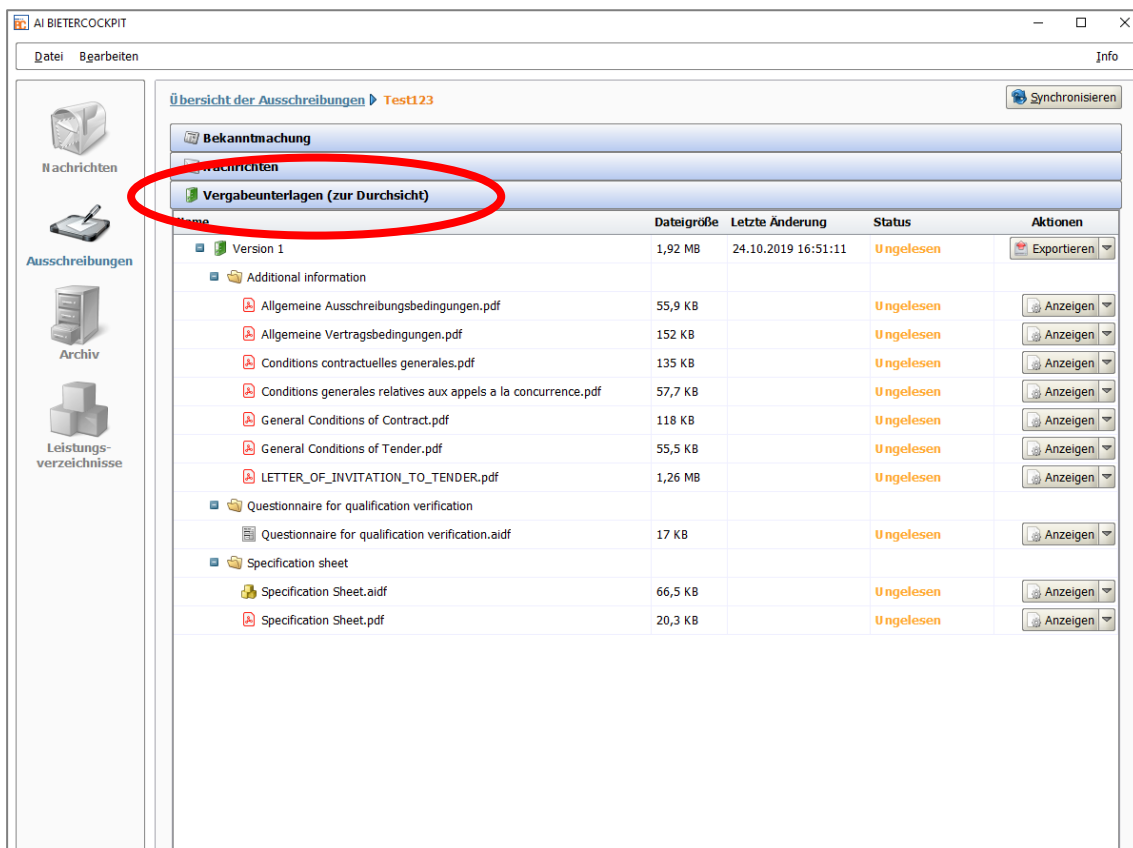 AI BIETERCOCKPIT
Datei Bearbeiten Info
Übersicht der Ausschreibungen Test123 Synchronisieren
Nachrichten
Ausschreibungen
Archiv
Leistungs-
verzeichnisse
Bekanntmachung
Nachrichten
Vergabeunterlagen (zur Durchsicht)
Name Dateigröße Letzte Änderung Status Aktionen
Version 1 1,92 MB 24.10.2019 16:51:11 Ungelesen Exportieren
Additional information
Allgemeine Ausschreibungsbedingungen.pdf 55,9 KB Ungelesen Anzeigen
Allgemeine Vertragsbedingungen.pdf 152 KB Ungelesen Anzeigen
Conditions contractuelles generales.pdf 135 KB Ungelesen Anzeigen
Conditions generales relatives aux appels a la concurrence.pdf 57,7 KB Ungelesen Anzeigen
General Conditions of Contract.pdf 118 KB Ungelesen Anzeigen
General Conditions of Tender.pdf 55,5 KB Ungelesen Anzeigen
LETTER_OF_INVITATION_TO_TENDER.pdf 1,26 MB Ungelesen Anzeigen
Questionnaire for qualification verification
Questionnaire for qualification verification.aidf 17 KB Ungelesen Anzeigen
Specification sheet
Specification Sheet.aidf 66,5 KB Ungelesen Anzeigen
Specification Sheet.pdf 20,3 KB Ungelesen Anzeigen